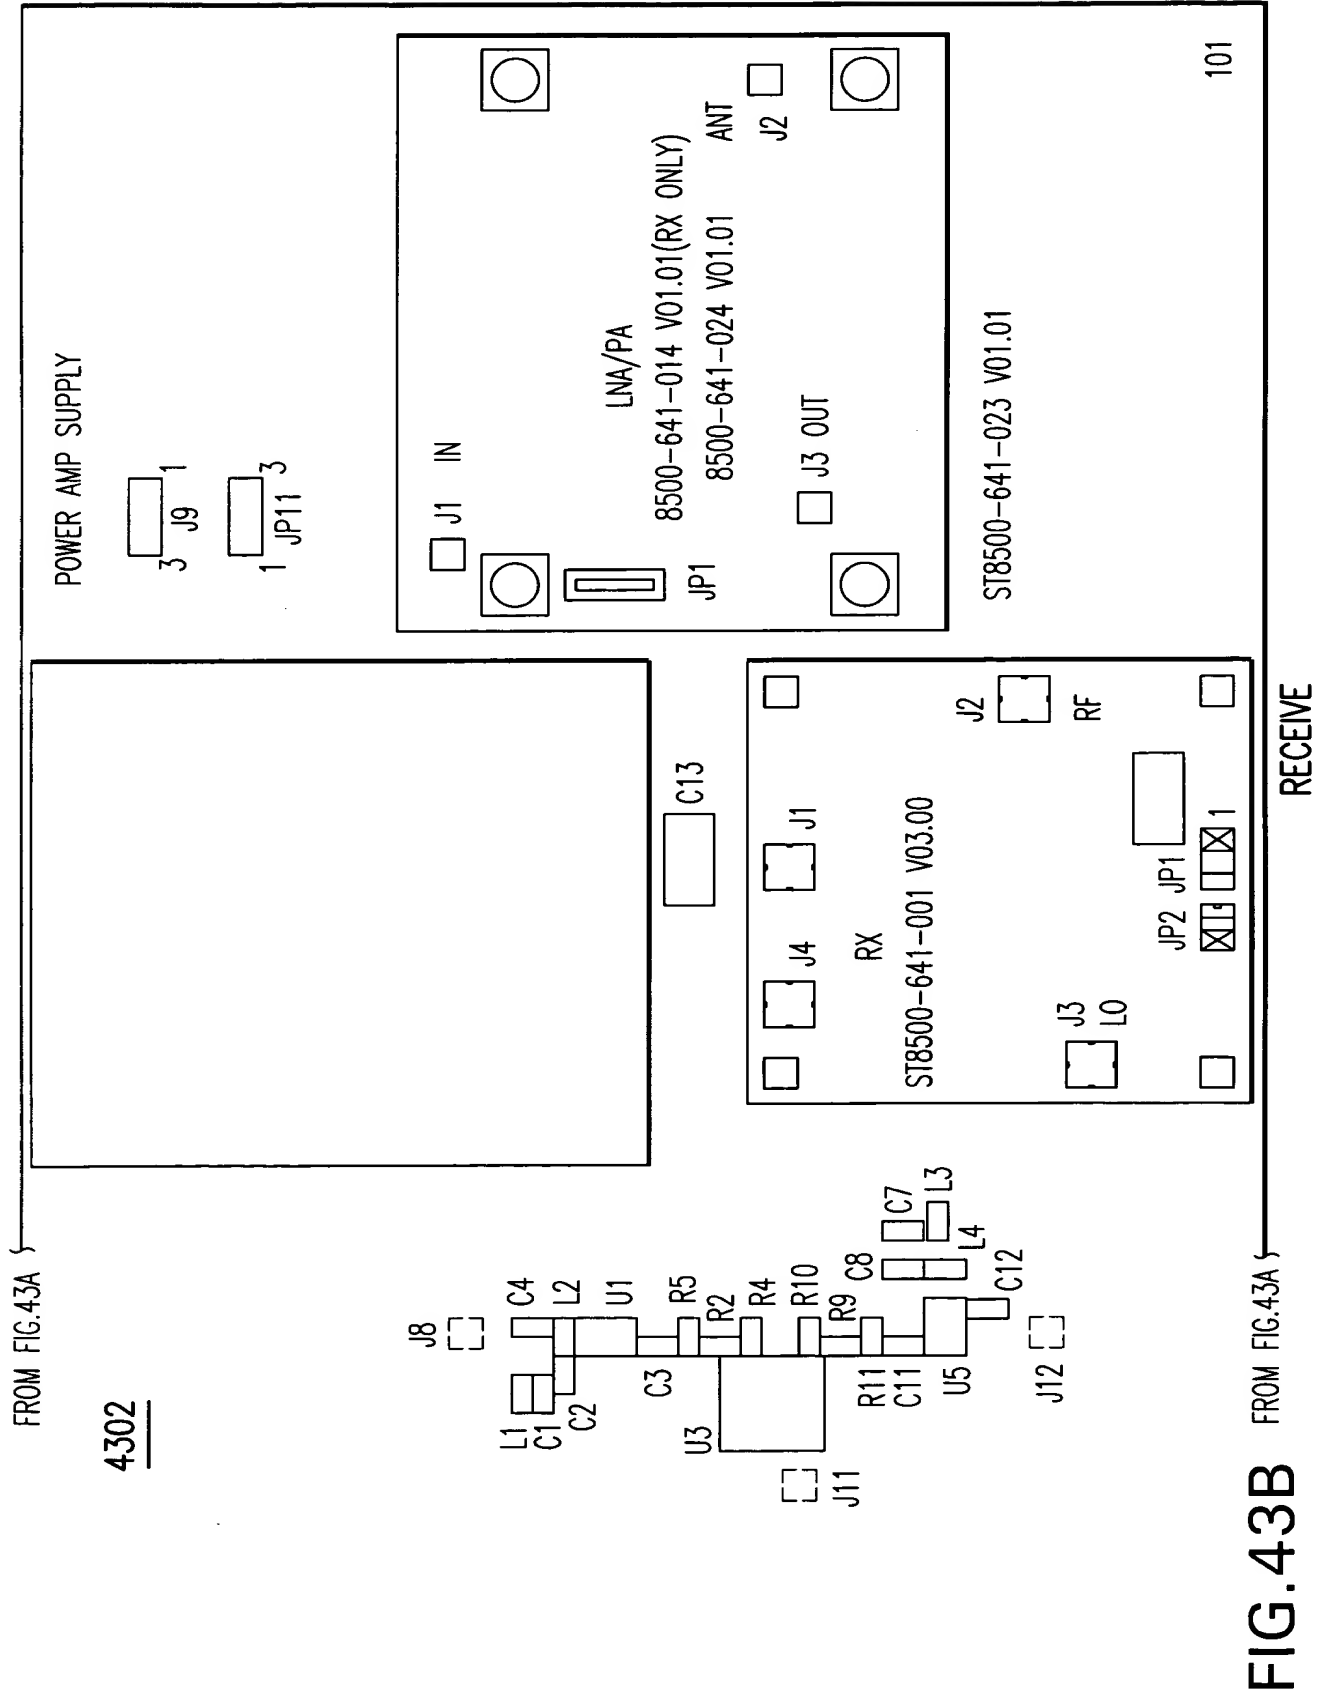 FROM FIG.43A
4302
POWER AMP SUPPLY
3
1
J9
1
3
JP11
J8
J1 IN
L1
C4
C1
L2
C2
U1
LNA/PA
C3
R5
8500-641-014 V01.01(RX ONLY)
JP1
ANT
U3
R2
C13
8500-641-024 V01.01
R4
J2
J11
R10
J4
J1
J3 OUT
R9
R11
C8
RX
C7
C11
ST8500-641-001 V03.00
L3
U5
L4
J2
ST8500-641-023 V01.01
C12
J12
J3
LO
RF
JP2
JP1
1
101
FROM FIG.43A
RECEIVE
FIG.43B